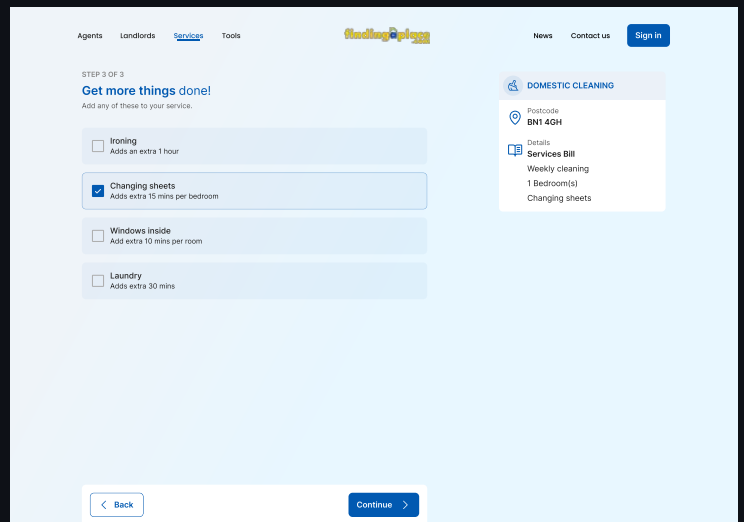 Agents Landlords Services Tools
findingaplace
.com
News Contact us Sign in
STEP 3 OF 3
Get more things done!
Add any of these to your service.
Ironing
Adds an extra 1 hour
Changing sheets
Adds extra 15 mins per bedroom
Windows inside
Add extra 10 mins per room
Laundry
Adds extra 30 mins
Back
Continue
DOMESTIC CLEANING
Postcode
BN1 4GH
Details
Services Bill
Weekly cleaning
1 Bedroom(s)
Changing sheets